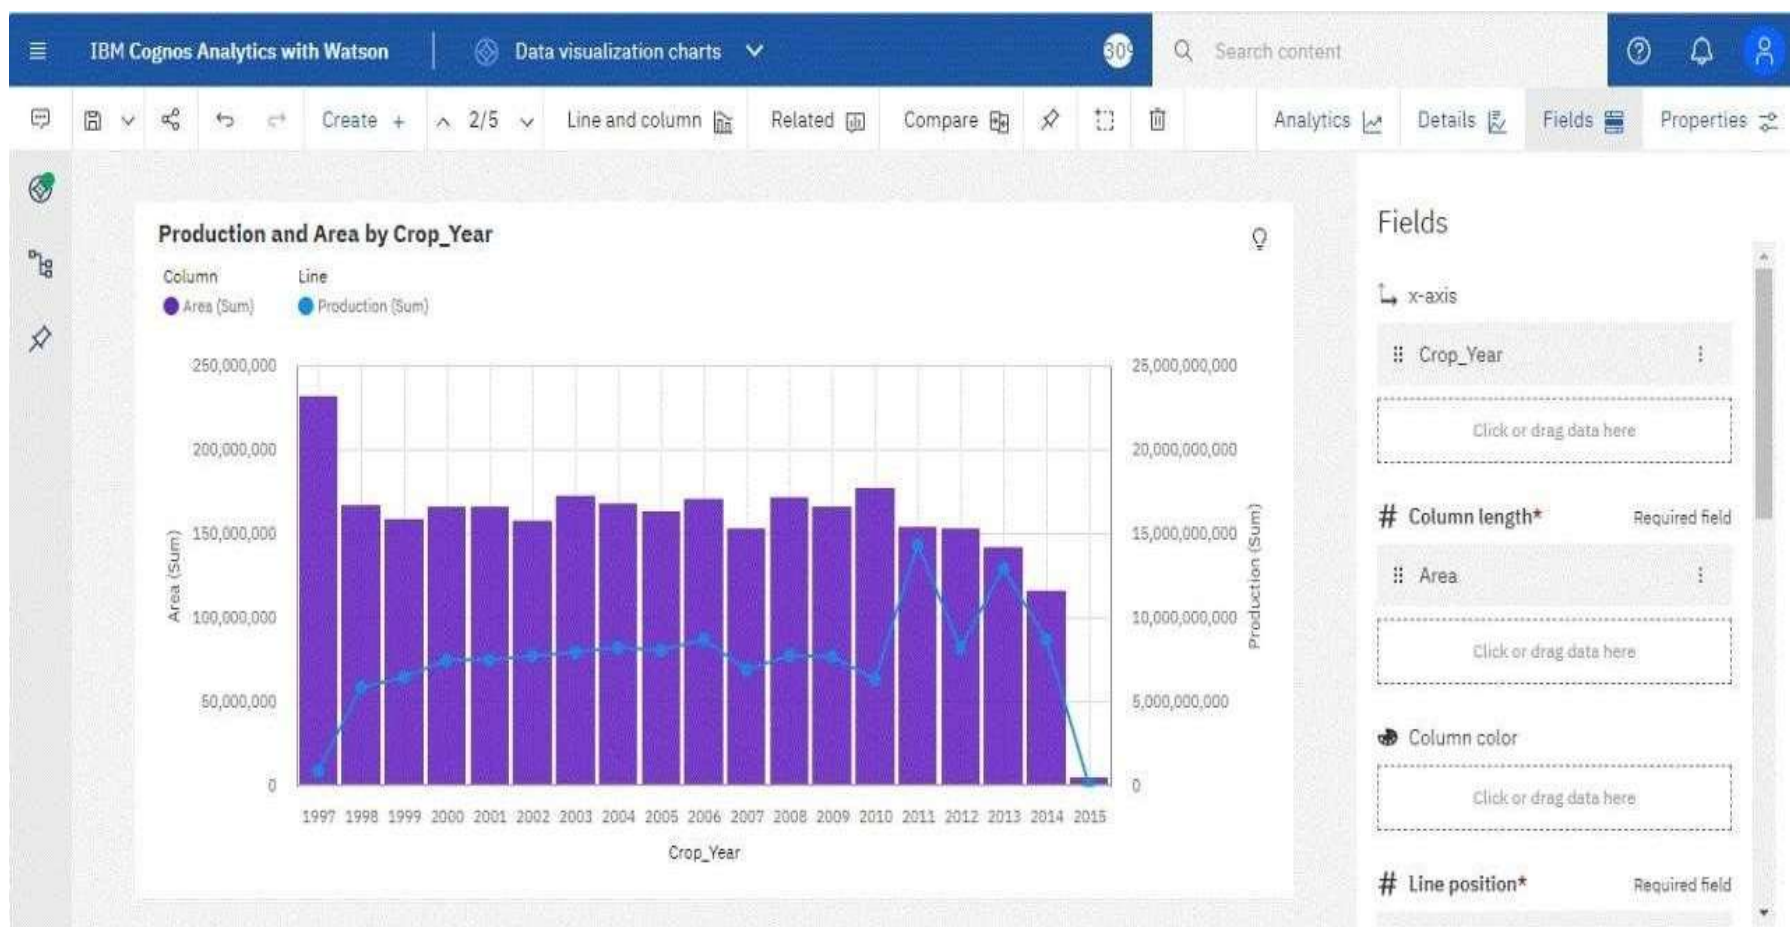 IBM Cognos Analytics with Watson
Data visualization charts
Search content
Create +
2/5
Line and column
Related
Compare
Analytics
Details
Fields
Properties
Production and Area by Crop_Year
Column Line
Area (Sum) Production (Sum)
250,000,000
200,000,000
150,000,000
100,000,000
50,000,000
0
Area (Sum)
25,000,000,000
20,000,000,000
15,000,000,000
10,000,000,000
5,000,000,000
0
Production (Sum)
1997 1998 1999 2000 2001 2002 2003 2004 2005 2006 2007 2008 2009 2010 2011 2012 2013 2014 2015
Crop_Year
Fields
x-axis
Crop_Year
Click or drag data here
# Column length* Required field
Area
Click or drag data here
Column color
Click or drag data here
# Line position* Required field